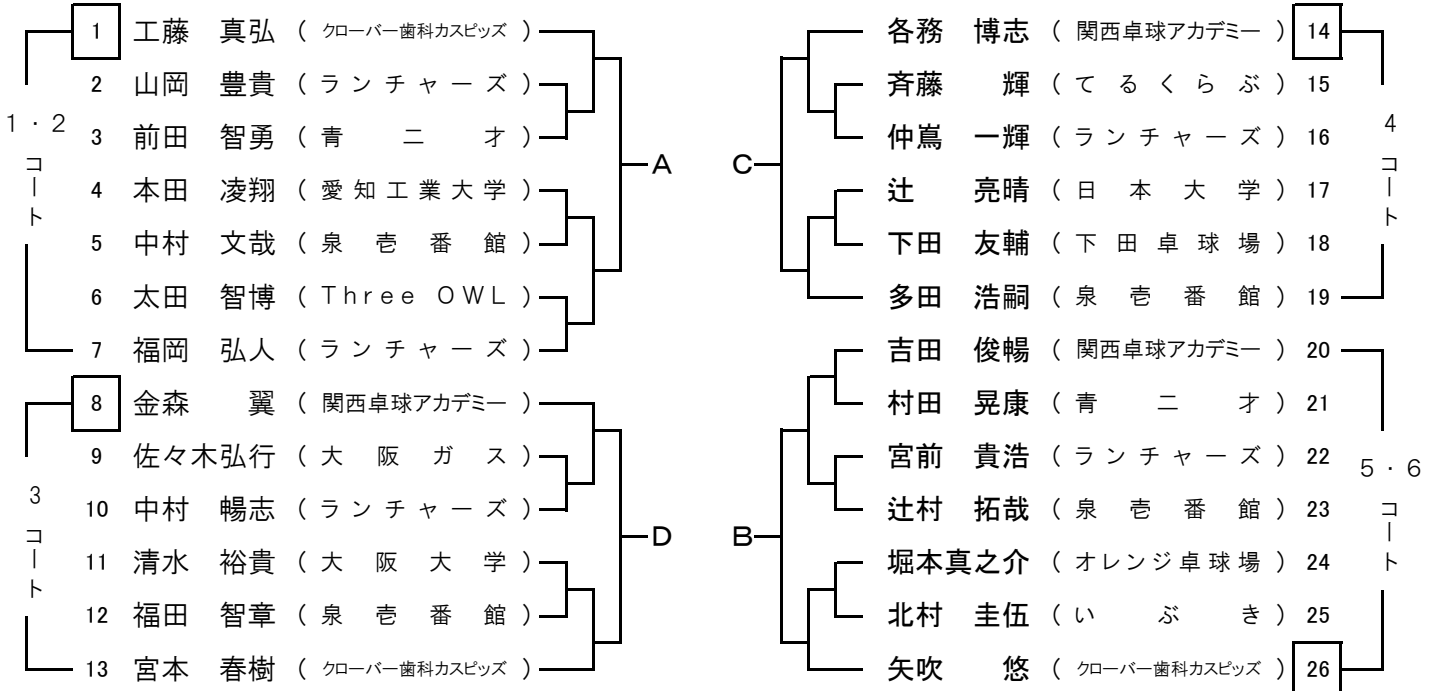 1 工藤 真弘 ( クローバー歯科カスピッズ )
2 山岡 豊貴 ( ランチャーズ )
3 前田 智勇 ( 青二才 )
4 本田 凌翔 ( 愛知工業大学 )
5 中村 文哉 ( 泉壱番館 )
6 太田 智博 ( Three OWL )
7 福岡 弘人 ( ランチャーズ )
1・2コート
A
8 金森 翼 ( 関西卓球アカデミー )
9 佐々木弘行 ( 大阪ガス )
10 中村 暢志 ( ランチャーズ )
11 清水 裕貴 ( 大阪大学 )
12 福田 智章 ( 泉壱番館 )
13 宮本 春樹 ( クローバー歯科カスピッズ )
3コート
D
各務 博志 ( 関西卓球アカデミー ) 14
斉藤 輝 ( てるくらぶ ) 15
仲嶌 一輝 ( ランチャーズ ) 16
辻 亮晴 ( 日本大学 ) 17
下田 友輔 ( 下田卓球場 ) 18
多田 浩嗣 ( 泉壱番館 ) 19
4コート
C
吉田 俊暢 ( 関西卓球アカデミー ) 20
村田 晃康 ( 青二才 ) 21
宮前 貴浩 ( ランチャーズ ) 22
辻村 拓哉 ( 泉壱番館 ) 23
堀本真之介 ( オレンジ卓球場 ) 24
北村 圭伍 ( いぶき ) 25
矢吹 悠 ( クローバー歯科カスピッズ ) 26
5・6コート
B